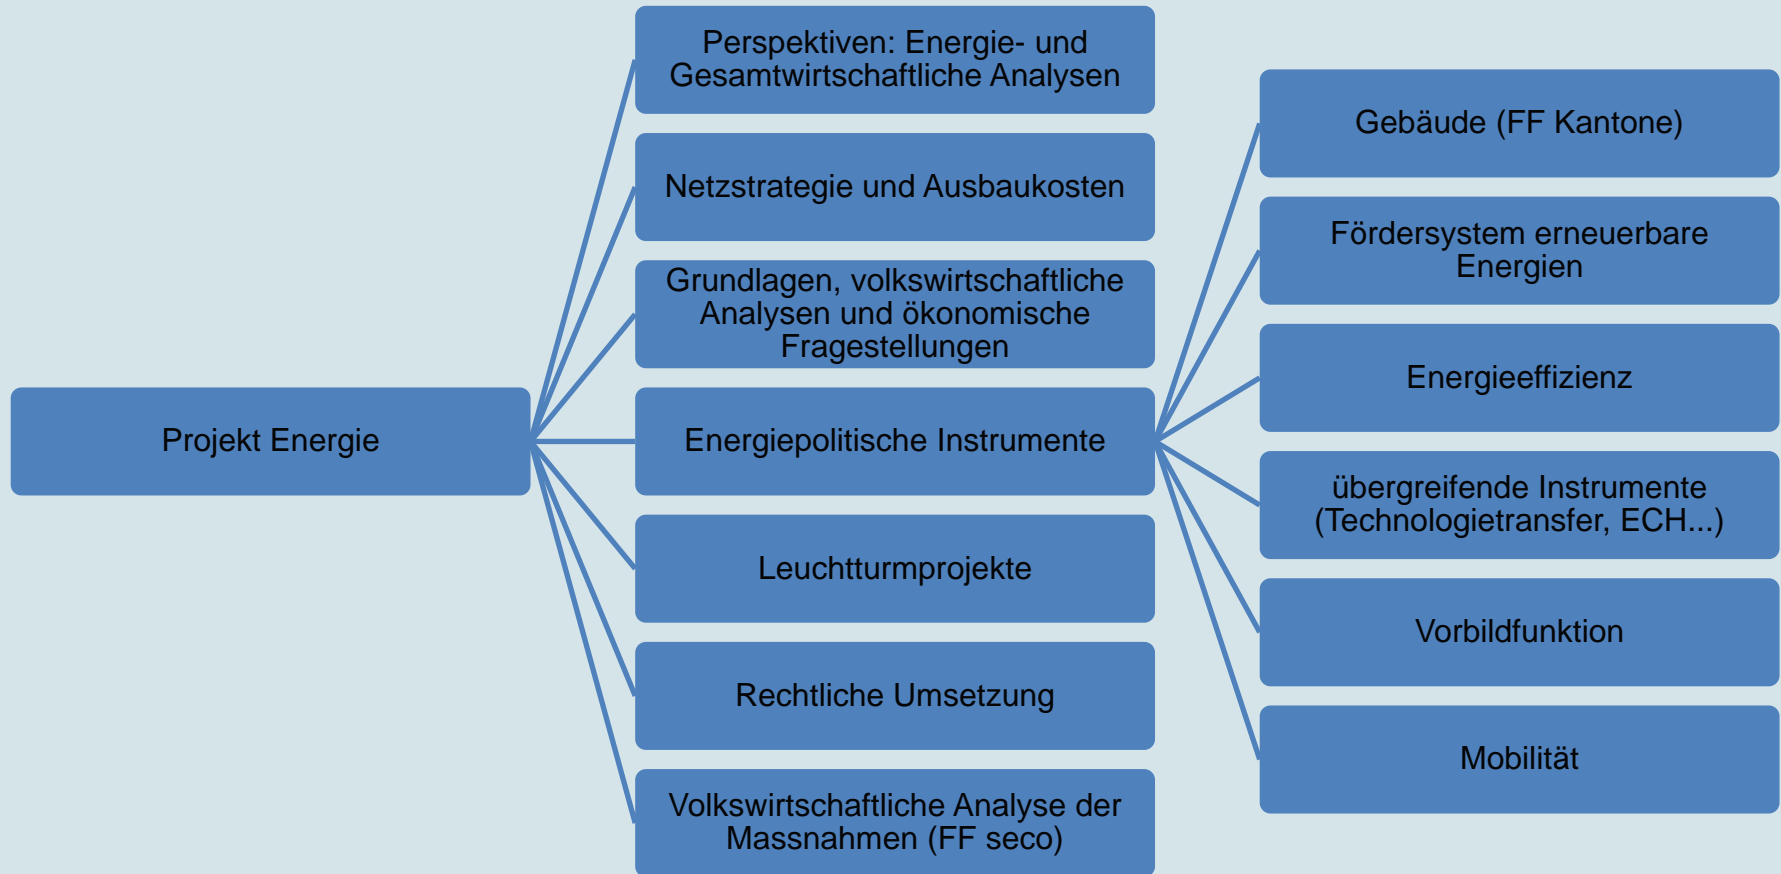 Projekt Energie
Perspektiven: Energie- und
Gesamtwirtschaftliche Analysen
Netzstrategie und Ausbaukosten
Grundlagen, volkswirtschaftliche
Analysen und ökonomische
Fragestellungen
Energiepolitische Instrumente
Leuchtturmprojekte
Rechtliche Umsetzung
Volkswirtschaftliche Analyse der
Massnahmen (FF seco)
Gebäude (FF Kantone)
Fördersystem erneuerbare
Energien
Energieeffizienz
übergreifende Instrumente
(Technologietransfer, ECH...)
Vorbildfunktion
Mobilität